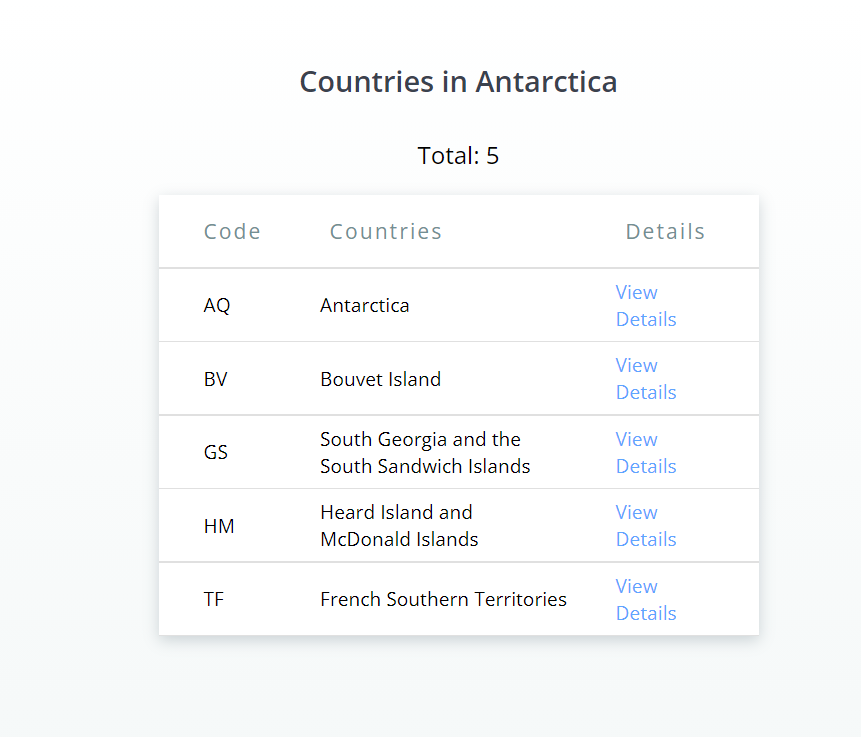 Countries in Antarctica
Total: 5
Code Countries Details
AQ Antarctica View
Details
BV Bouvet Island View
Details
GS South Georgia and the
South Sandwich Islands View
Details
HM Heard Island and
McDonald Islands View
Details
TF French Southern Territories View
Details